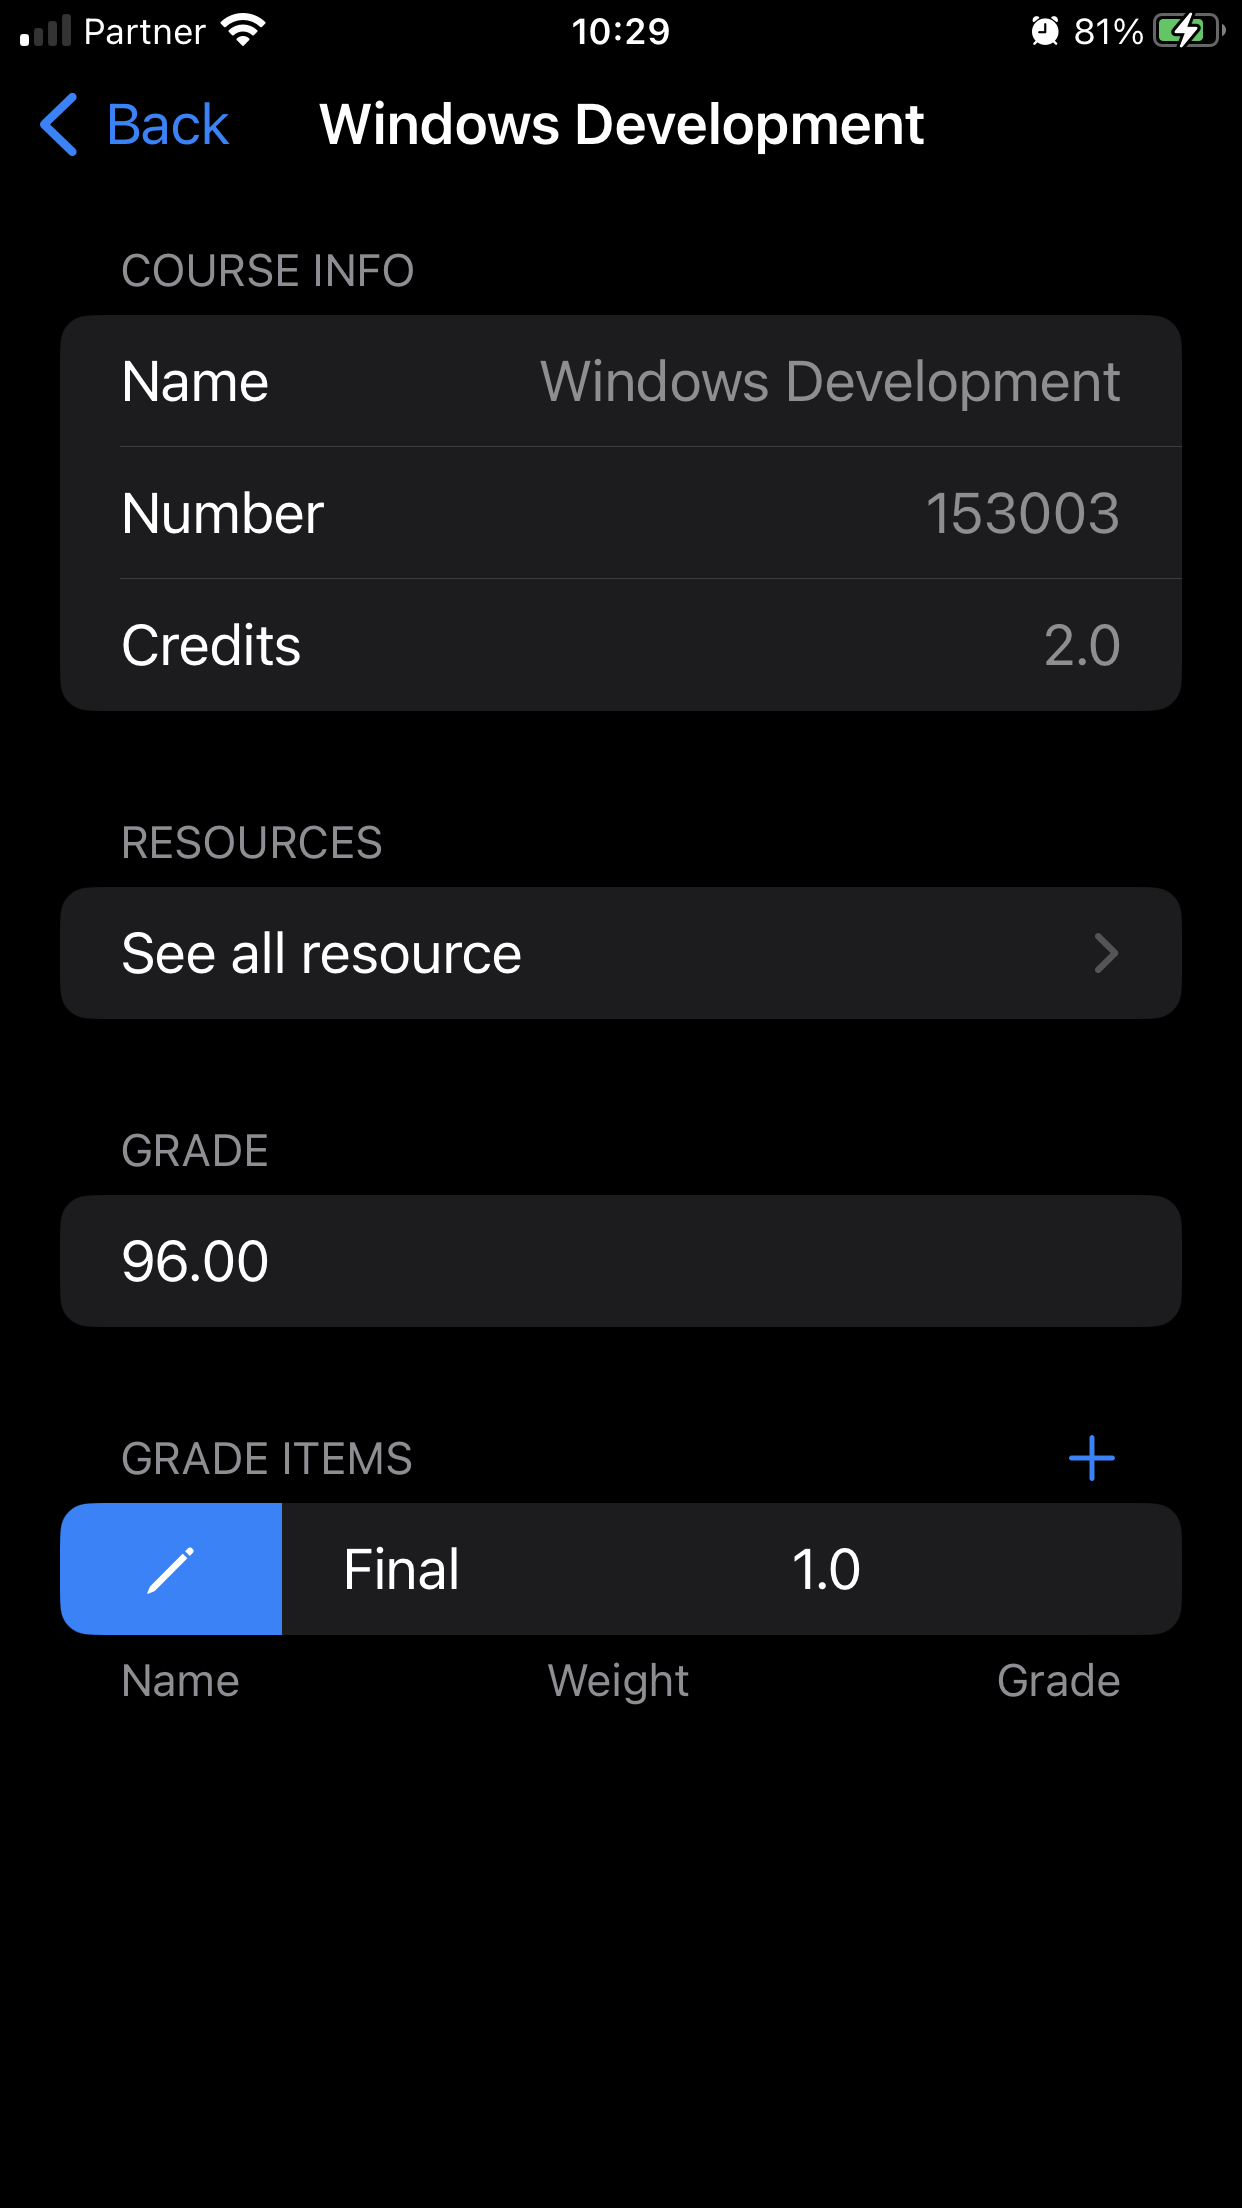 Partner 10:29 81%
Back Windows Development
COURSE INFO
Name Windows Development
Number 153003
Credits 2.0
RESOURCES
See all resource
GRADE
96.00
GRADE ITEMS
Final 1.0
Name Weight Grade